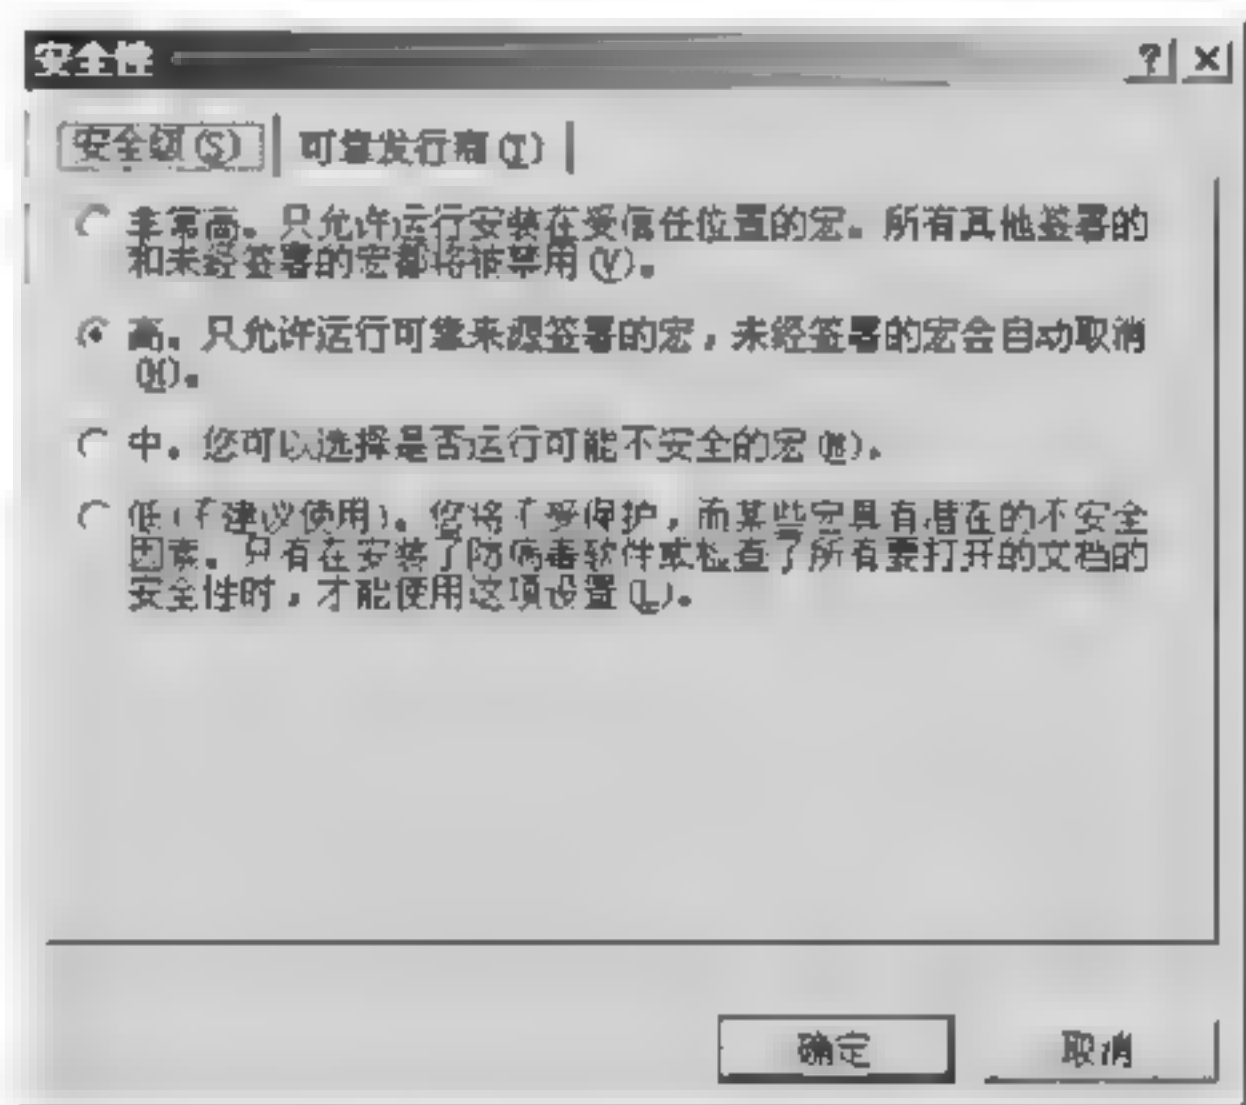 安全性
安全级(S)
可靠发行商(T)
非常高。只允许运行安装在受信任位置的宏。所有其他签署的
和未经签署的宏都将被禁用(V)。
高。只允许运行可靠来源签署的宏，未经签署的宏会自动取消
(H)。
中。您可以选择是否运行可能不安全的宏(M)。
低(不建议使用)。您将不受保护，而某些宏具有潜在的不安全
因素。只有在安装了防病毒软件或检查了所有要打开的文档的
安全性时，才能使用这项设置(L)。
确定
取消